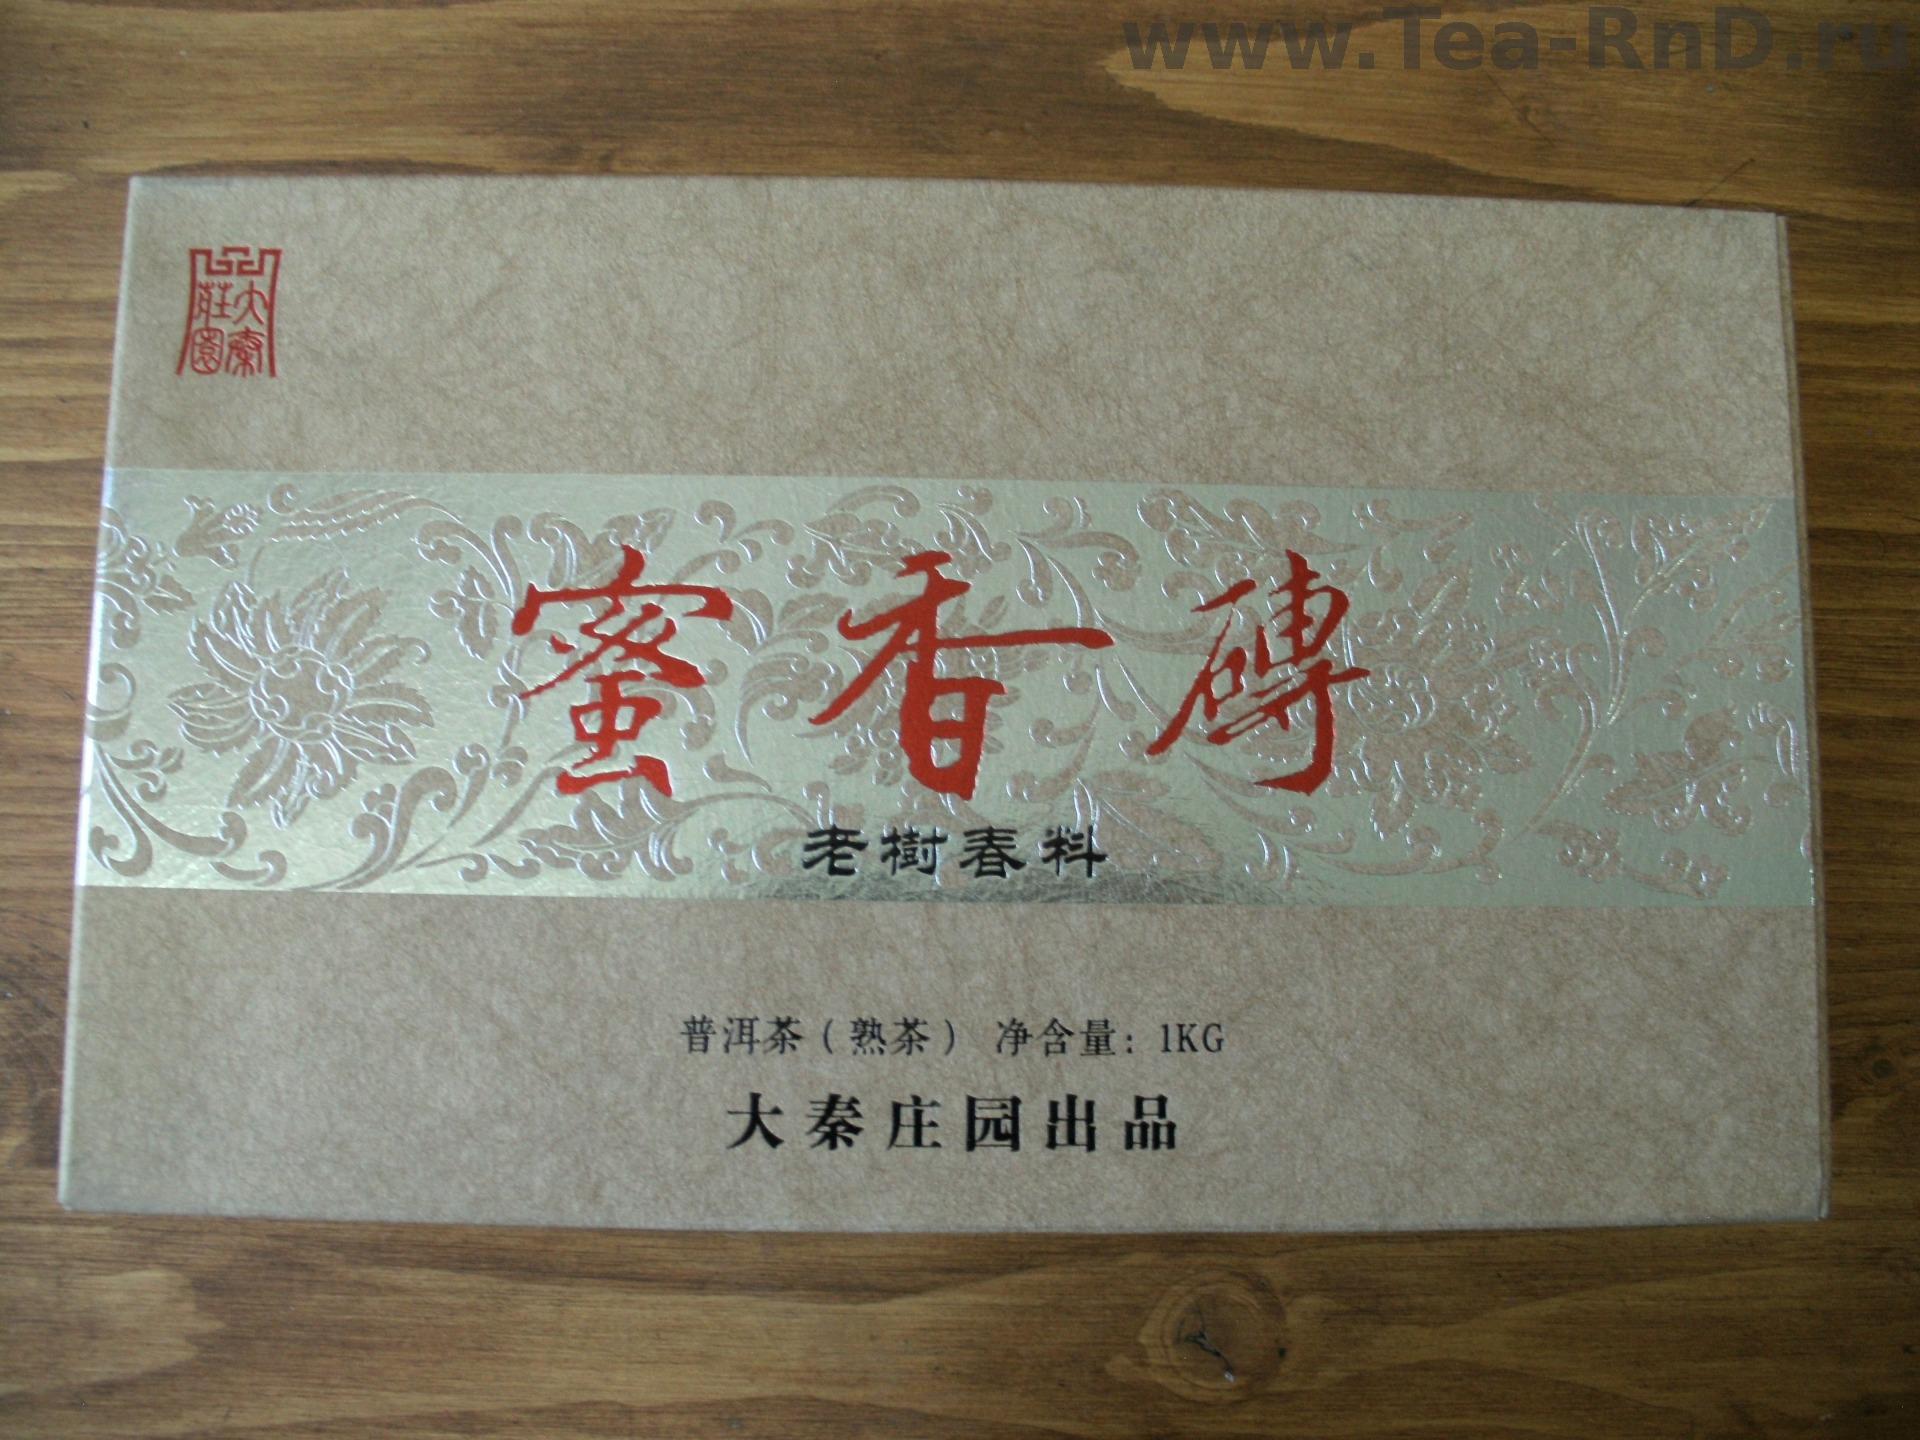 www.Tea-RnD.ru
大秦
莊園
蜜香磚
老樹春料
普洱茶（熟茶） 净含量：1KG
大秦庄园出品